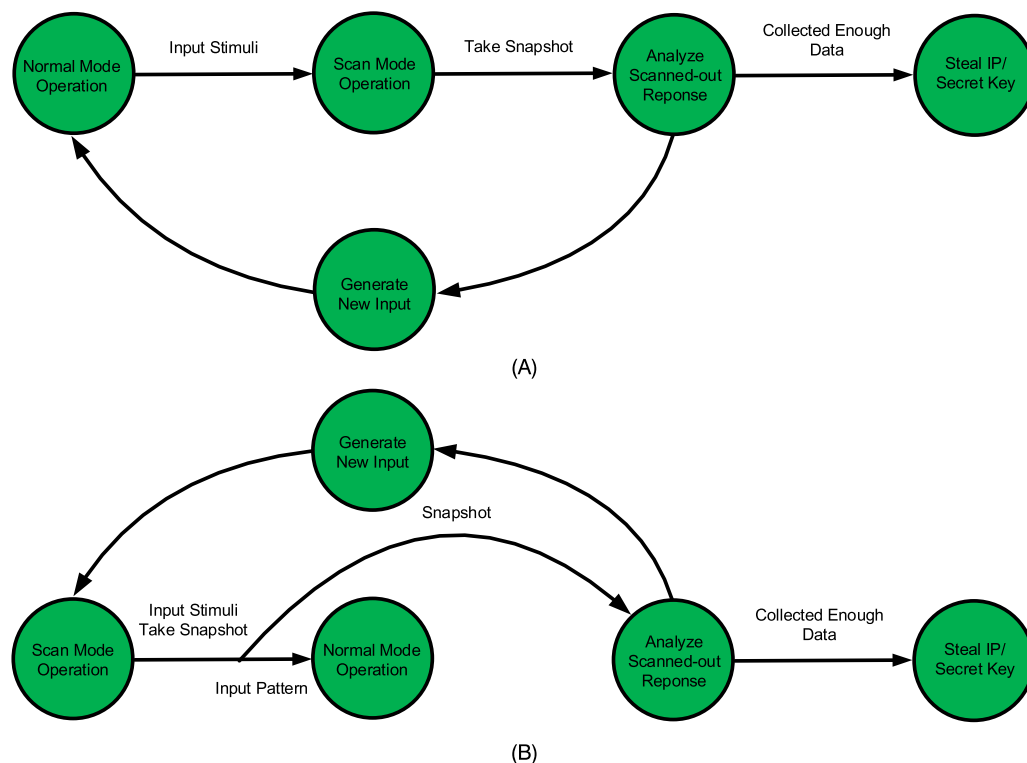 Normal Mode
Operation
Input Stimuli
Scan Mode
Operation
Take Snapshot
Analyze
Scanned-out
Reponse
Collected Enough
Data
Steal IP/
Secret Key
Generate
New Input
(A)
Generate
New Input
Snapshot
Scan Mode
Operation
Input Stimuli
Take Snapshot
Input Pattern
Normal Mode
Operation
Analyze
Scanned-out
Reponse
Collected Enough
Data
Steal IP/
Secret Key
(B)